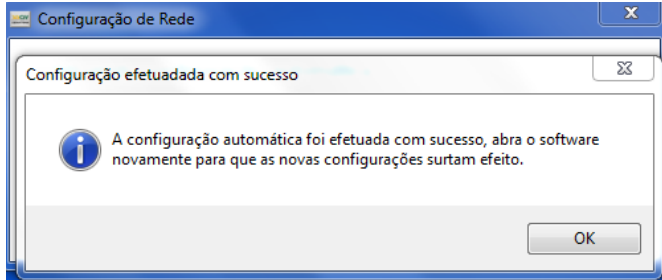 Configuração de Rede
Configuração efetuadada com sucesso
A configuração automática foi efetuada com sucesso, abra o software
novamente para que as novas configurações surtam efeito.
OK